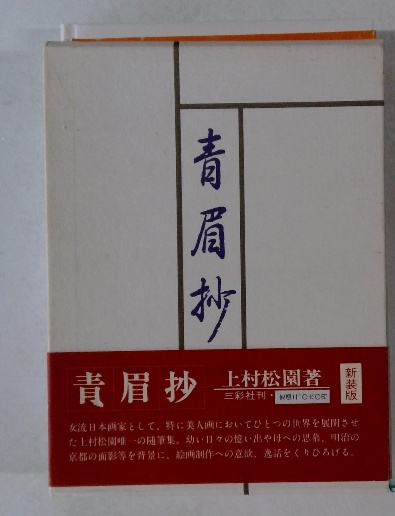 青眉抄
青眉抄
上村松園著
三彩社刊・
新装版
女流日本画家として、特に美人画においてひとつの世界を展開させ
た上村松園唯一の随筆集。幼い日々の憶い出や母への思慕、明治の
京都の面影等を背景に、絵画制作への意欲、逸話をくりひろげる。